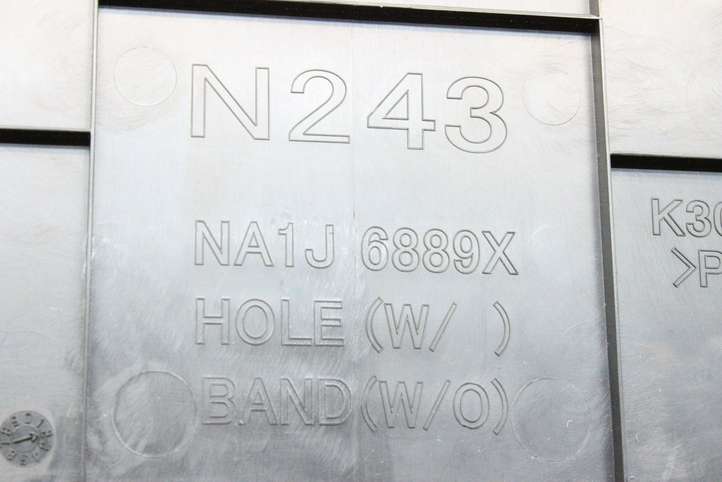 N243
NA1J 6889X
HOLE (W/ )
BAND (W/O)
K30
>P